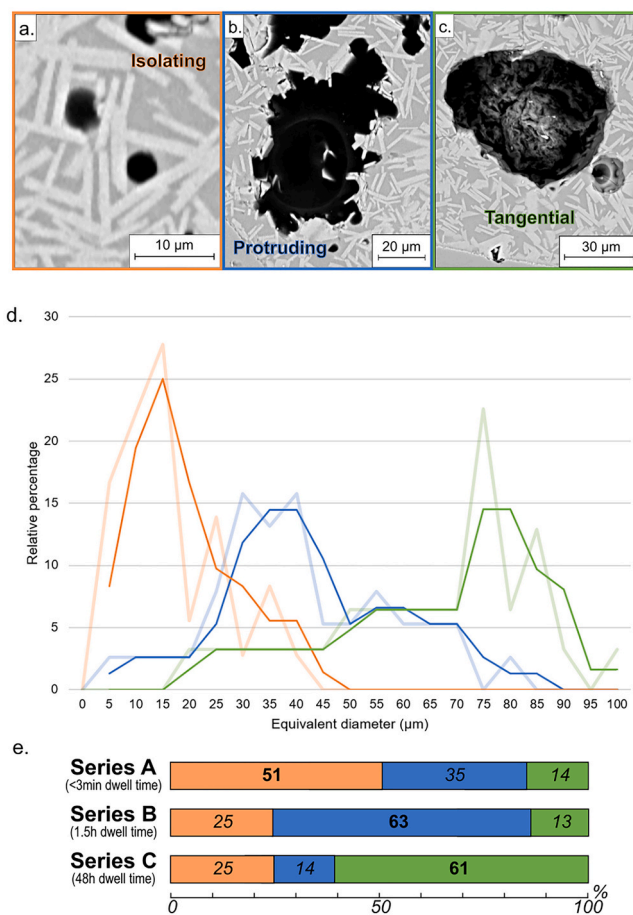 a.
Isolating
10 µm
b.
Protruding
20 µm
c.
Tangential
30 µm
d.
30
25
20
15
10
5
0
Relative percentage
0 5 10 15 20 25 30 35 40 45 50 55 60 65 70 75 80 85 90 95 100
Equivalent diameter (µm)
e.
Series A
(<3min dwell time)
51 35 14
Series B
(1.5h dwell time)
25 63 13
Series C
(48h dwell time)
25 14 61
0 50 100
%